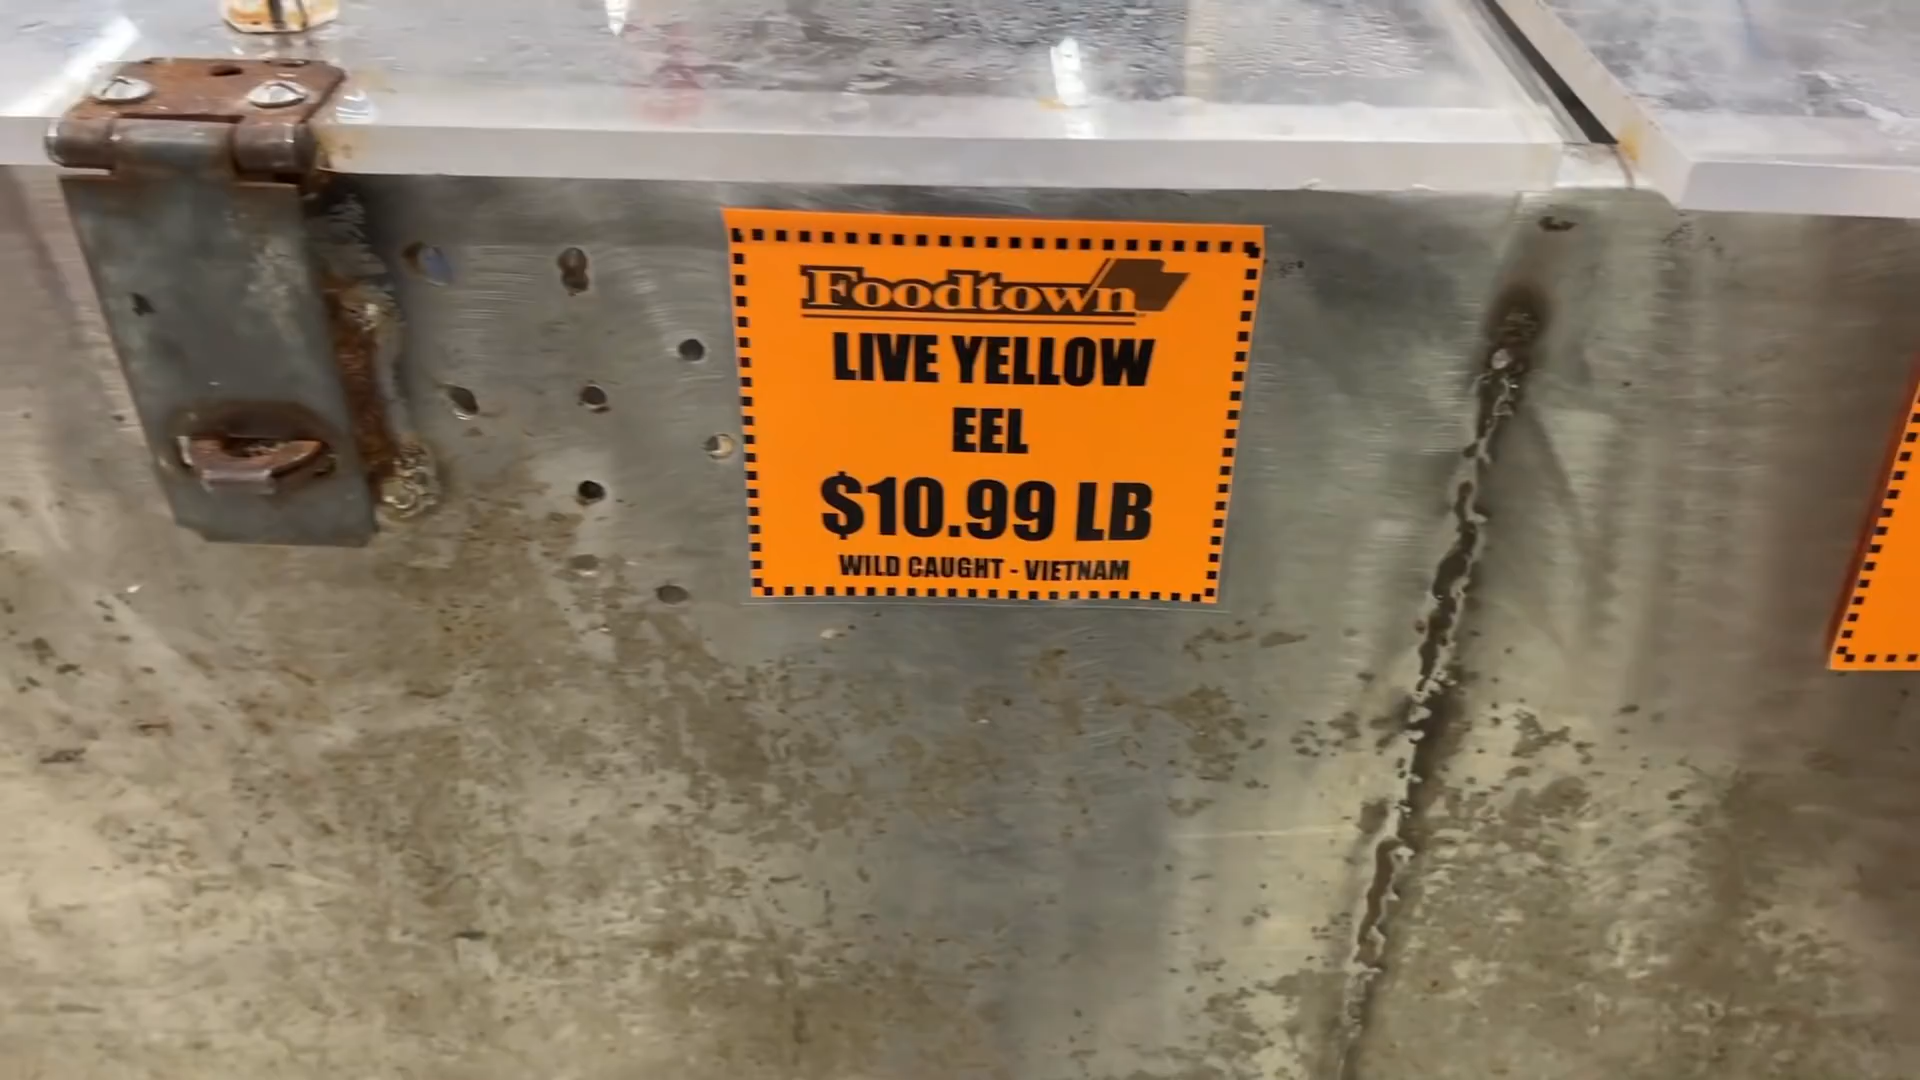 Foodtown
LIVE YELLOW
EEL
$10.99 LB
WILD CAUGHT - VIETNAM